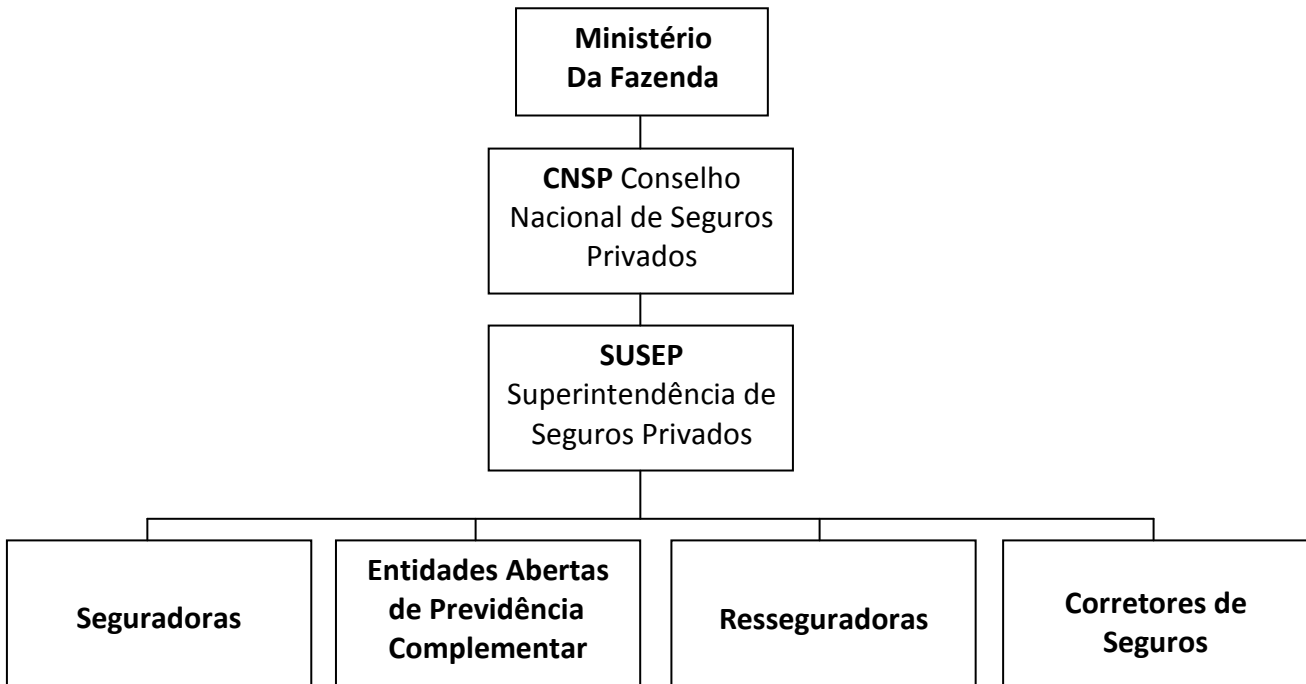 Ministério
Da Fazenda
CNSP Conselho
Nacional de Seguros
Privados
SUSEP
Superintendência de
Seguros Privados
Seguradoras
Entidades Abertas
de Previdência
Complementar
Resseguradoras
Corretores de
Seguros